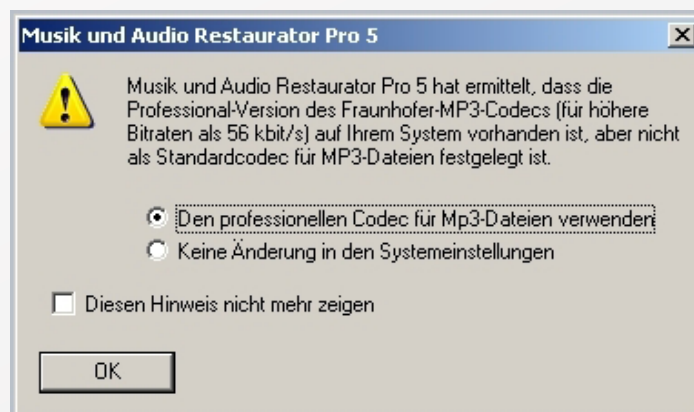 Musik und Audio Restaurator Pro 5
Musik und Audio Restaurator Pro 5 hat ermittelt, dass die
Professional-Version des Fraunhofer-MP3-Codecs (für höhere
Bitraten als 56 kbit/s) auf Ihrem System vorhanden ist, aber nicht
als Standardcodec für MP3-Dateien festgelegt ist.
Den professionellen Codec für Mp3-Dateien verwenden
Keine Änderung in den Systemeinstellungen
Diesen Hinweis nicht mehr zeigen
OK